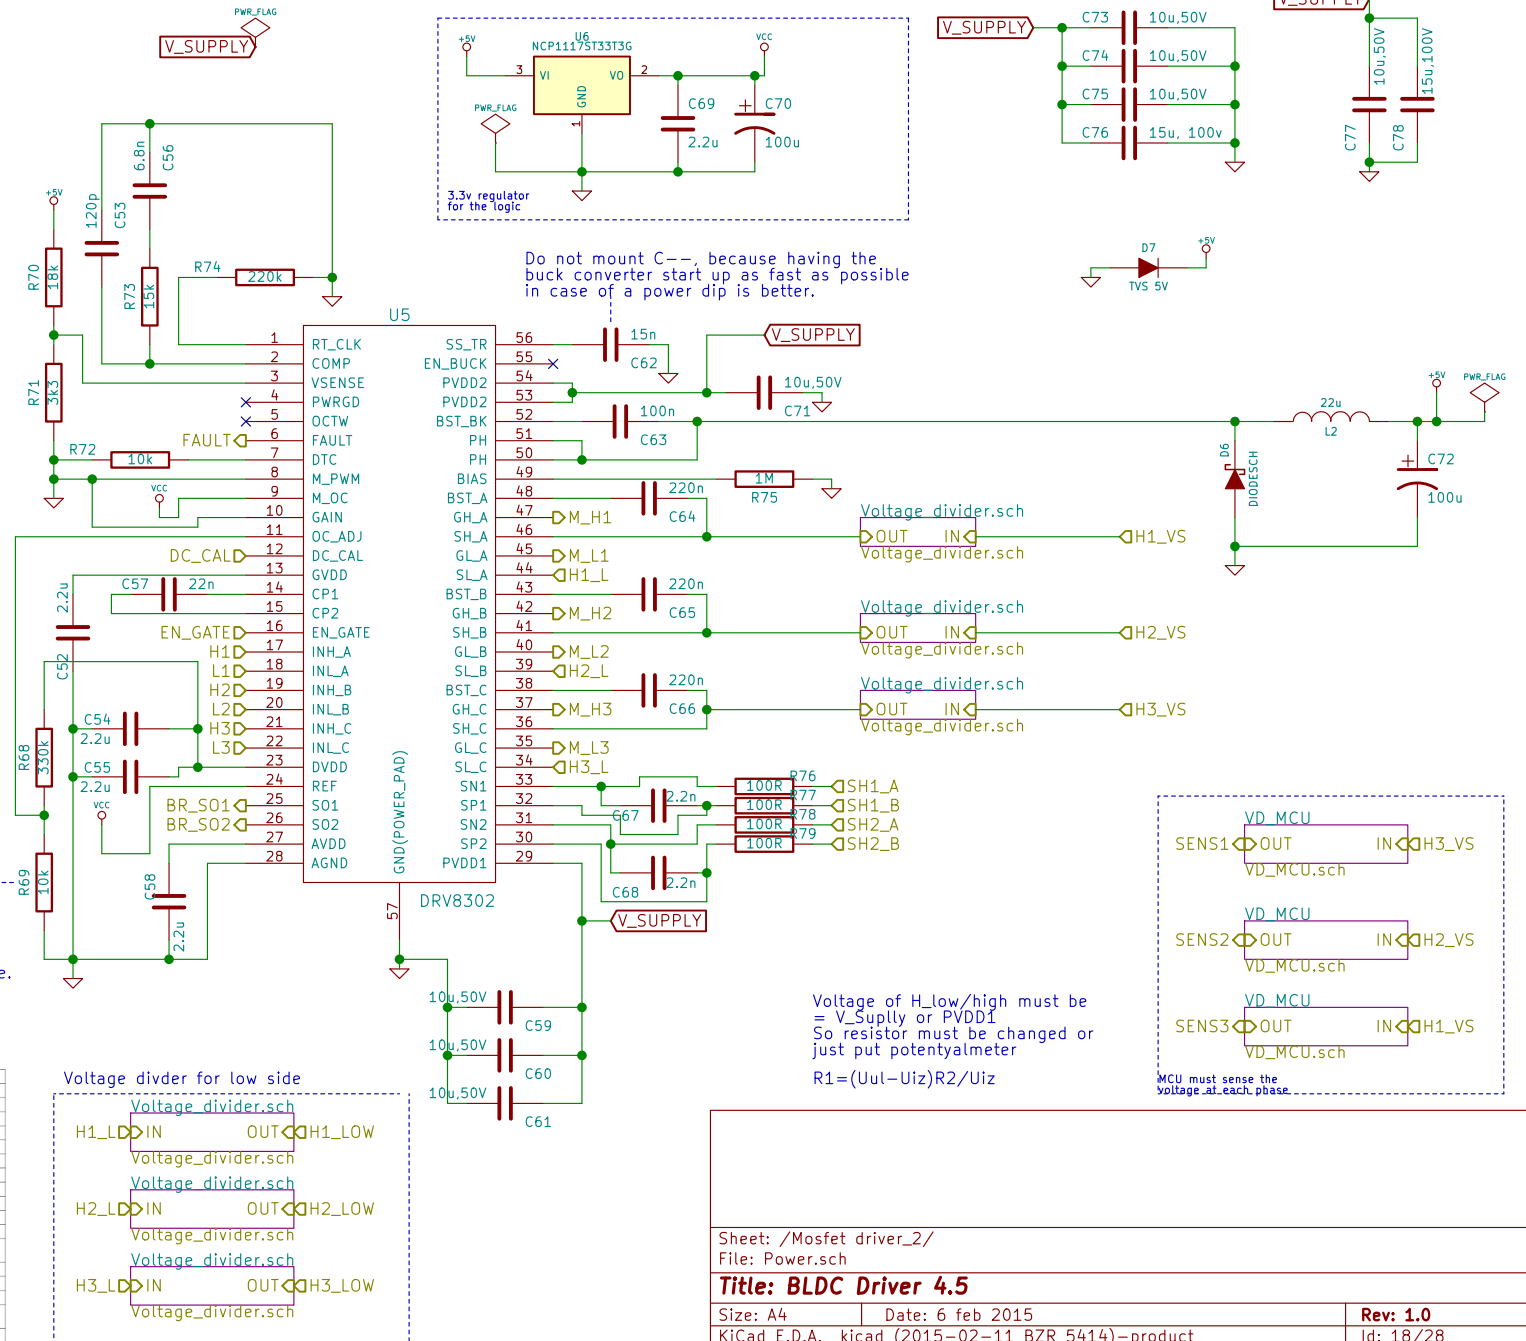 PWR_FLAG
V_SUPPLY
+5V
U6
NCP1117ST33T3G
VCC
3
VI
VO
2
GND
1
PWR_FLAG
C69
2.2u
C70
100u
3.3v regulator
for the logic
V_SUPPLY
C73
10u,50V
C74
10u,50V
C75
10u,50V
C76
15u, 100v
10u,50V
15u,100V
C77
C78
D7
+5V
TVS 5V
Do not mount C--, because having the
buck converter start up as fast as possible
in case of a power dip is better.
6.8n
C56
120p
C53
+5V
R70
18k
R73
15k
R74
220k
R71
3k3
R72
10k
FAULT
VCC
DC_CAL
C57
22n
2.2u
C52
EN_GATE
H1
L1
H2
L2
H3
L3
C54
2.2u
C55
2.2u
R68
330k
VCC
BR_SO1
BR_SO2
R69
10k
C58
2.2u
e.
U5
1 RT_CLK
2 COMP
3 VSENSE
4 PWRGD
5 OCTW
6 FAULT
7 DTC
8 M_PWM
9 M_OC
10 GAIN
11 OC_ADJ
12 DC_CAL
13 GVDD
14 CP1
15 CP2
16 EN_GATE
17 INH_A
18 INL_A
19 INH_B
20 INL_B
21 INH_C
22 INL_C
23 DVDD
24 REF
25 SO1
26 SO2
27 AVDD
28 AGND
SS_TR 56
EN_BUCK 55
PVDD2 54
PVDD2 53
BST_BK 52
PH 51
PH 50
BIAS 49
BST_A 48
GH_A 47
SH_A 46
GL_A 45
SL_A 44
BST_B 43
GH_B 42
SH_B 41
GL_B 40
SL_B 39
BST_C 38
GH_C 37
SH_C 36
GL_C 35
SL_C 34
SN1 33
SP1 32
SN2 31
SP2 30
PVDD1 29
GND(POWER_PAD)
57
DRV8302
15n
C62
V_SUPPLY
10u,50V
C71
100n
C63
1M
R75
220n
C64
M_H1
M_L1
H1_L
220n
C65
M_H2
M_L2
H2_L
220n
C66
M_H3
M_L3
H3_L
Voltage_divider.sch
OUT IN
H1_VS
Voltage_divider.sch
Voltage_divider.sch
OUT IN
H2_VS
Voltage_divider.sch
Voltage_divider.sch
OUT IN
H3_VS
Voltage_divider.sch
22u
L2
+5V
PWR_FLAG
D6
DIODESCH
C72
100u
R76
100R
SH1_A
R77
100R
SH1_B
R78
100R
SH2_A
R79
100R
SH2_B
2.2n
C67
2.2n
C68
V_SUPPLY
10u,50V
C59
10u,50V
C60
10u,50V
C61
Voltage of H_low/high must be
= V_Suplly or PVDD1
So resistor must be changed or
just put potentyalmeter
R1=(Uul-Uiz)R2/Uiz
VD_MCU
SENS1 OUT IN H3_VS
VD_MCU.sch
VD_MCU
SENS2 OUT IN H2_VS
VD_MCU.sch
VD_MCU
SENS3 OUT IN H1_VS
VD_MCU.sch
MCU must sense the
voltage at each phase
Voltage divder for low side
Voltage_divider.sch
H1_L IN OUT H1_LOW
Voltage_divider.sch
Voltage_divider.sch
H2_L IN OUT H2_LOW
Voltage_divider.sch
Voltage_divider.sch
H3_L IN OUT H3_LOW
Voltage_divider.sch
Sheet: /Mosfet driver_2/
File: Power.sch
Title: BLDC Driver 4.5
Size: A4
Date: 6 feb 2015
Rev: 1.0
KiCad E.D.A. kicad (2015-02-11 BZR 5414)-product
Id: 18/28